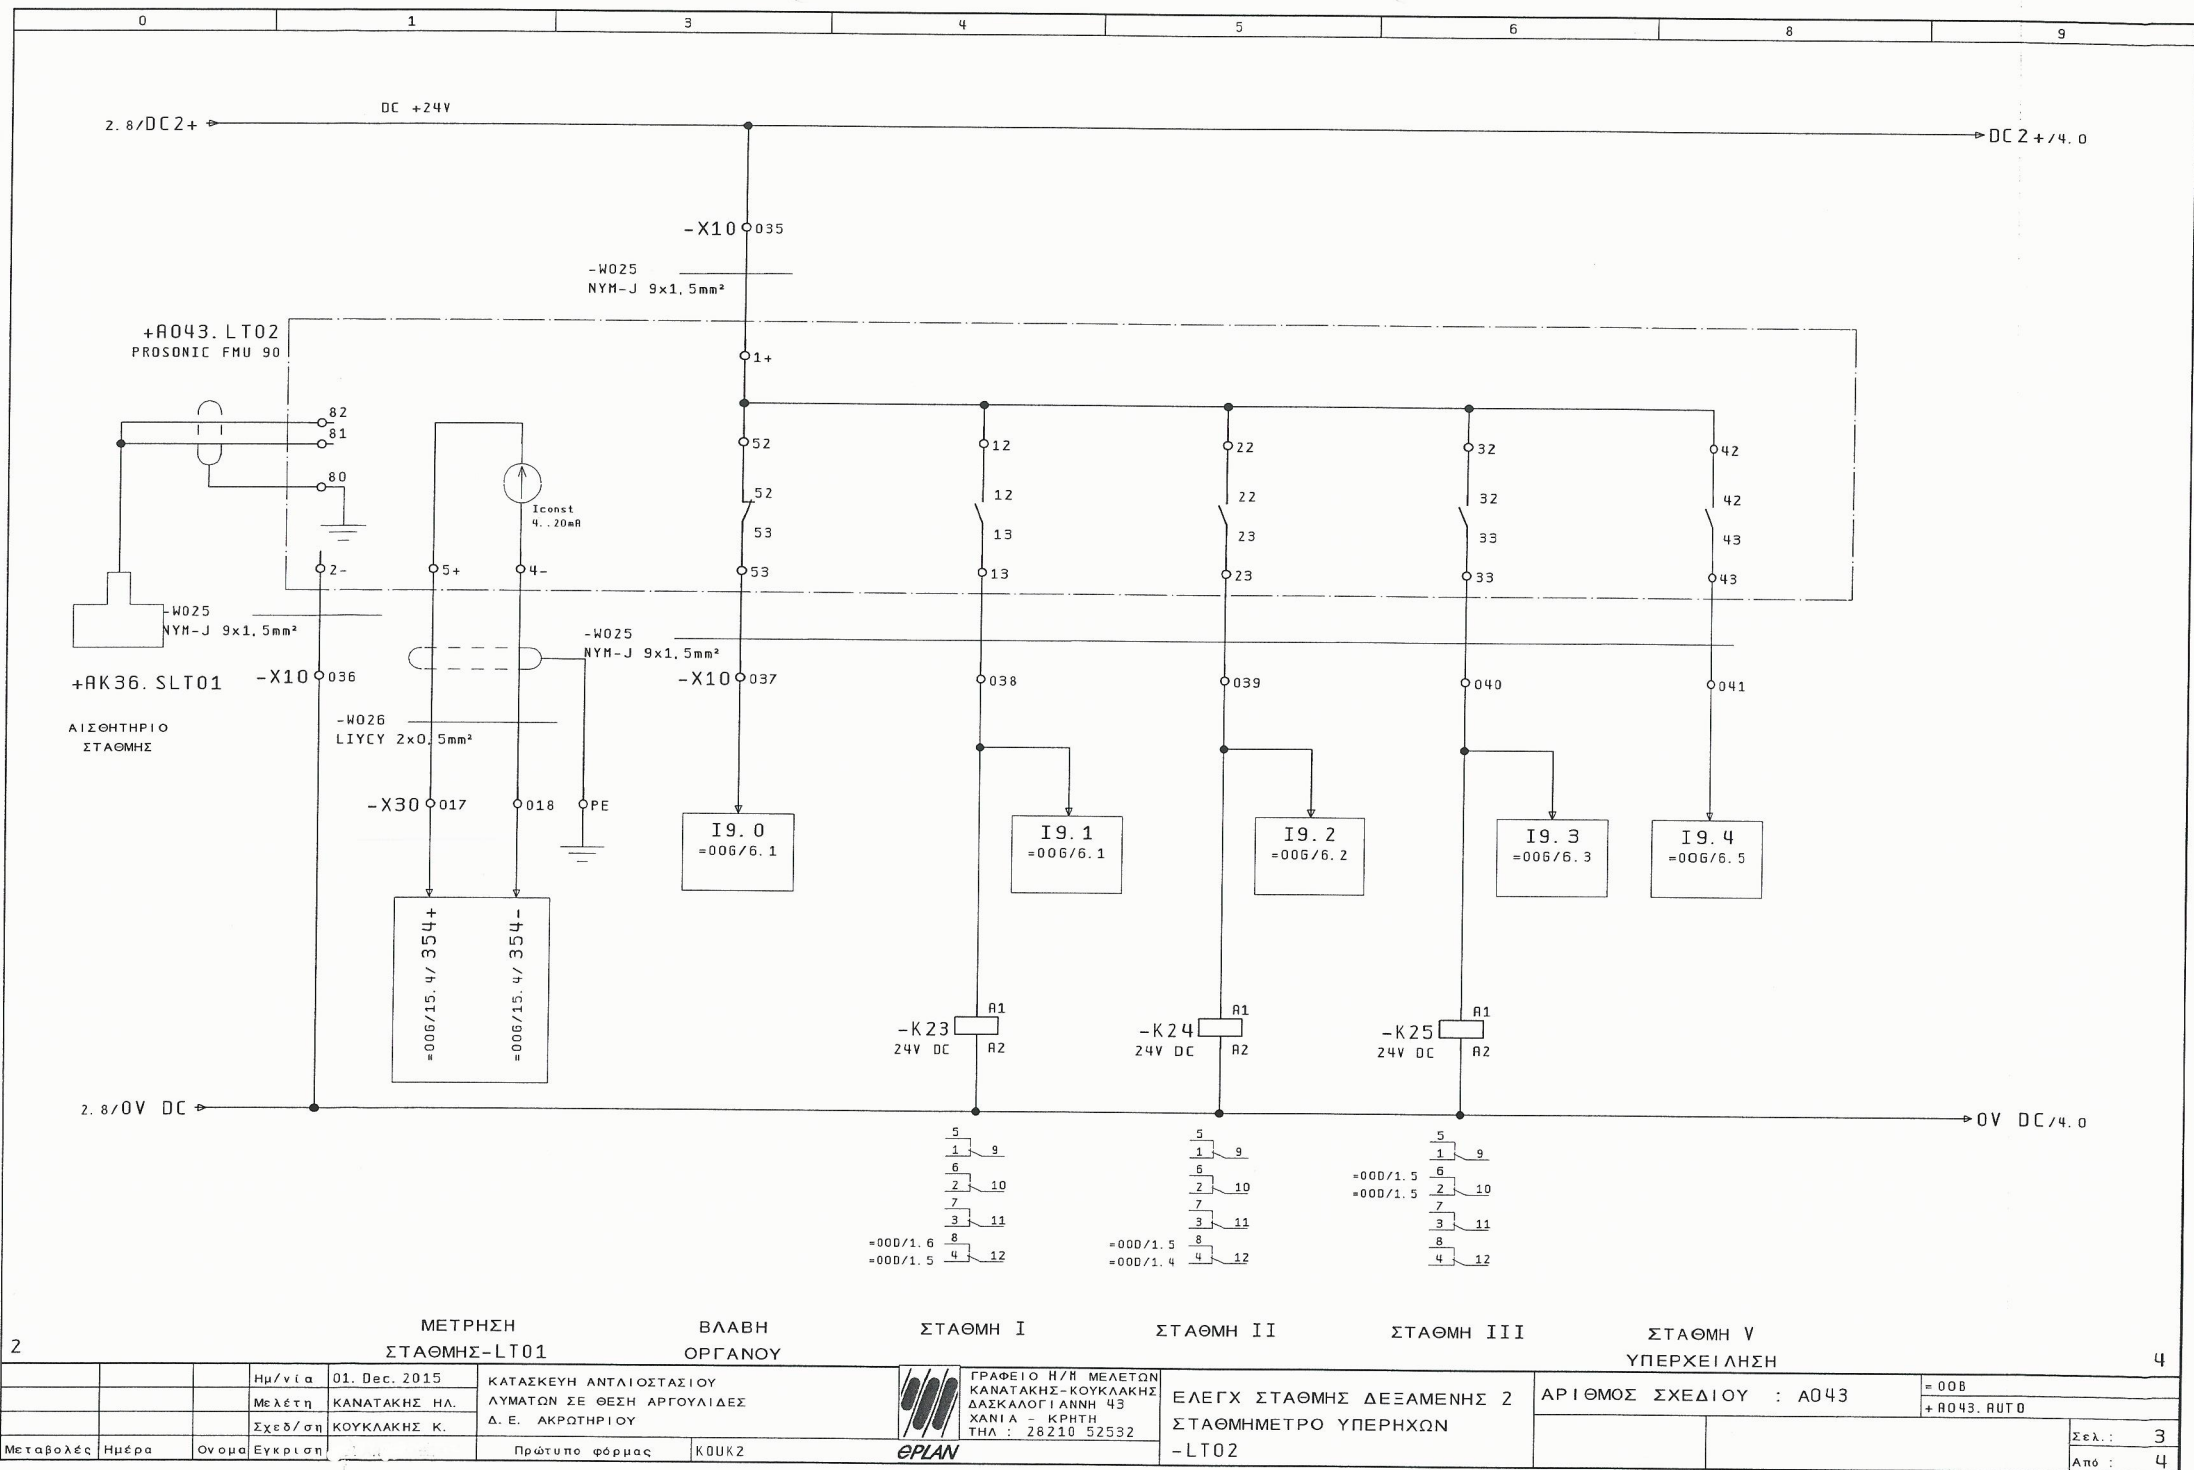 0 1 3 4 5 6 8 9
DC +24V
2.8/DC2+
DC2+/4.0
-X10 035
-W025
NYM-J 9x1,5mm²
+A043.LT02
PROSONIC FMU 90
1+
82
81
80
52 12 22 32 42
52 12 22 32 42
Iconst
4..20mA
53 13 23 33 43
2- 5+ 4- 53 13 23 33 43
-W025
NYM-J 9x1,5mm²
-W025
NYM-J 9x1,5mm²
+AK36.SLT01
-X10 036
-X10 037 038 039 040 041
ΑΙΣΘΗΤΗΡΙΟ
ΣΤΑΘΜΗΣ
-W026
LIYCY 2x0,5mm²
-X30 017 018 PE
I9.0
=00G/6.1
I9.1
=00G/6.1
I9.2
=00G/6.2
I9.3
=00G/6.3
I9.4
=00G/6.5
=00G/15.4/354+
=00G/15.4/354-
A1
-K23
24V DC A2
A1
-K24
24V DC A2
A1
-K25
24V DC A2
2.8/0V DC
0V DC/4.0
5
1 9
6
2 10
7
3 11
=00D/1.6 8
=00D/1.5 4 12
5
1 9
6
2 10
7
3 11
=00D/1.5 8
=00D/1.4 4 12
5
1 9
=00D/1.5 6
=00D/1.5 2 10
7
3 11
8
4 12
ΜΕΤΡΗΣΗ
ΣΤΑΘΜΗΣ-LT01
ΒΛΑΒΗ
ΟΡΓΑΝΟΥ
ΣΤΑΘΜΗ I
ΣΤΑΘΜΗ II
ΣΤΑΘΜΗ III
ΣΤΑΘΜΗ V
ΥΠΕΡΧΕΙΛΗΣΗ
2
4
Ημ/νία 01.Dec.2015
Μελέτη ΚΑΝΑΤΑΚΗΣ ΗΛ.
Σχεδ/ση ΚΟΥΚΛΑΚΗΣ Κ.
Μεταβολές Ημέρα Ονομα Εγκριση
ΚΑΤΑΣΚΕΥΗ ΑΝΤΛΙΟΣΤΑΣΙΟΥ
ΛΥΜΑΤΩΝ ΣΕ ΘΕΣΗ ΑΡΓΟΥΛΙΔΕΣ
Δ.Ε. ΑΚΡΩΤΗΡΙΟΥ
Πρώτυπο φόρμας KOUK2
ΓΡΑΦΕΙΟ Η/Μ ΜΕΛΕΤΩΝ
ΚΑΝΑΤΑΚΗΣ-ΚΟΥΚΛΑΚΗΣ
ΔΑΣΚΑΛΟΓΙΑΝΝΗ 43
ΧΑΝΙΑ - ΚΡΗΤΗ
ΤΗΛ : 28210 52532
ePLAN
ΕΛΕΓΧ ΣΤΑΘΜΗΣ ΔΕΞΑΜΕΝΗΣ 2
ΣΤΑΘΜΗΜΕΤΡΟ ΥΠΕΡΗΧΩΝ
-LT02
ΑΡΙΘΜΟΣ ΣΧΕΔΙΟΥ : A043
=00B
+A043.AUTO
Σελ.: 3
Από : 4